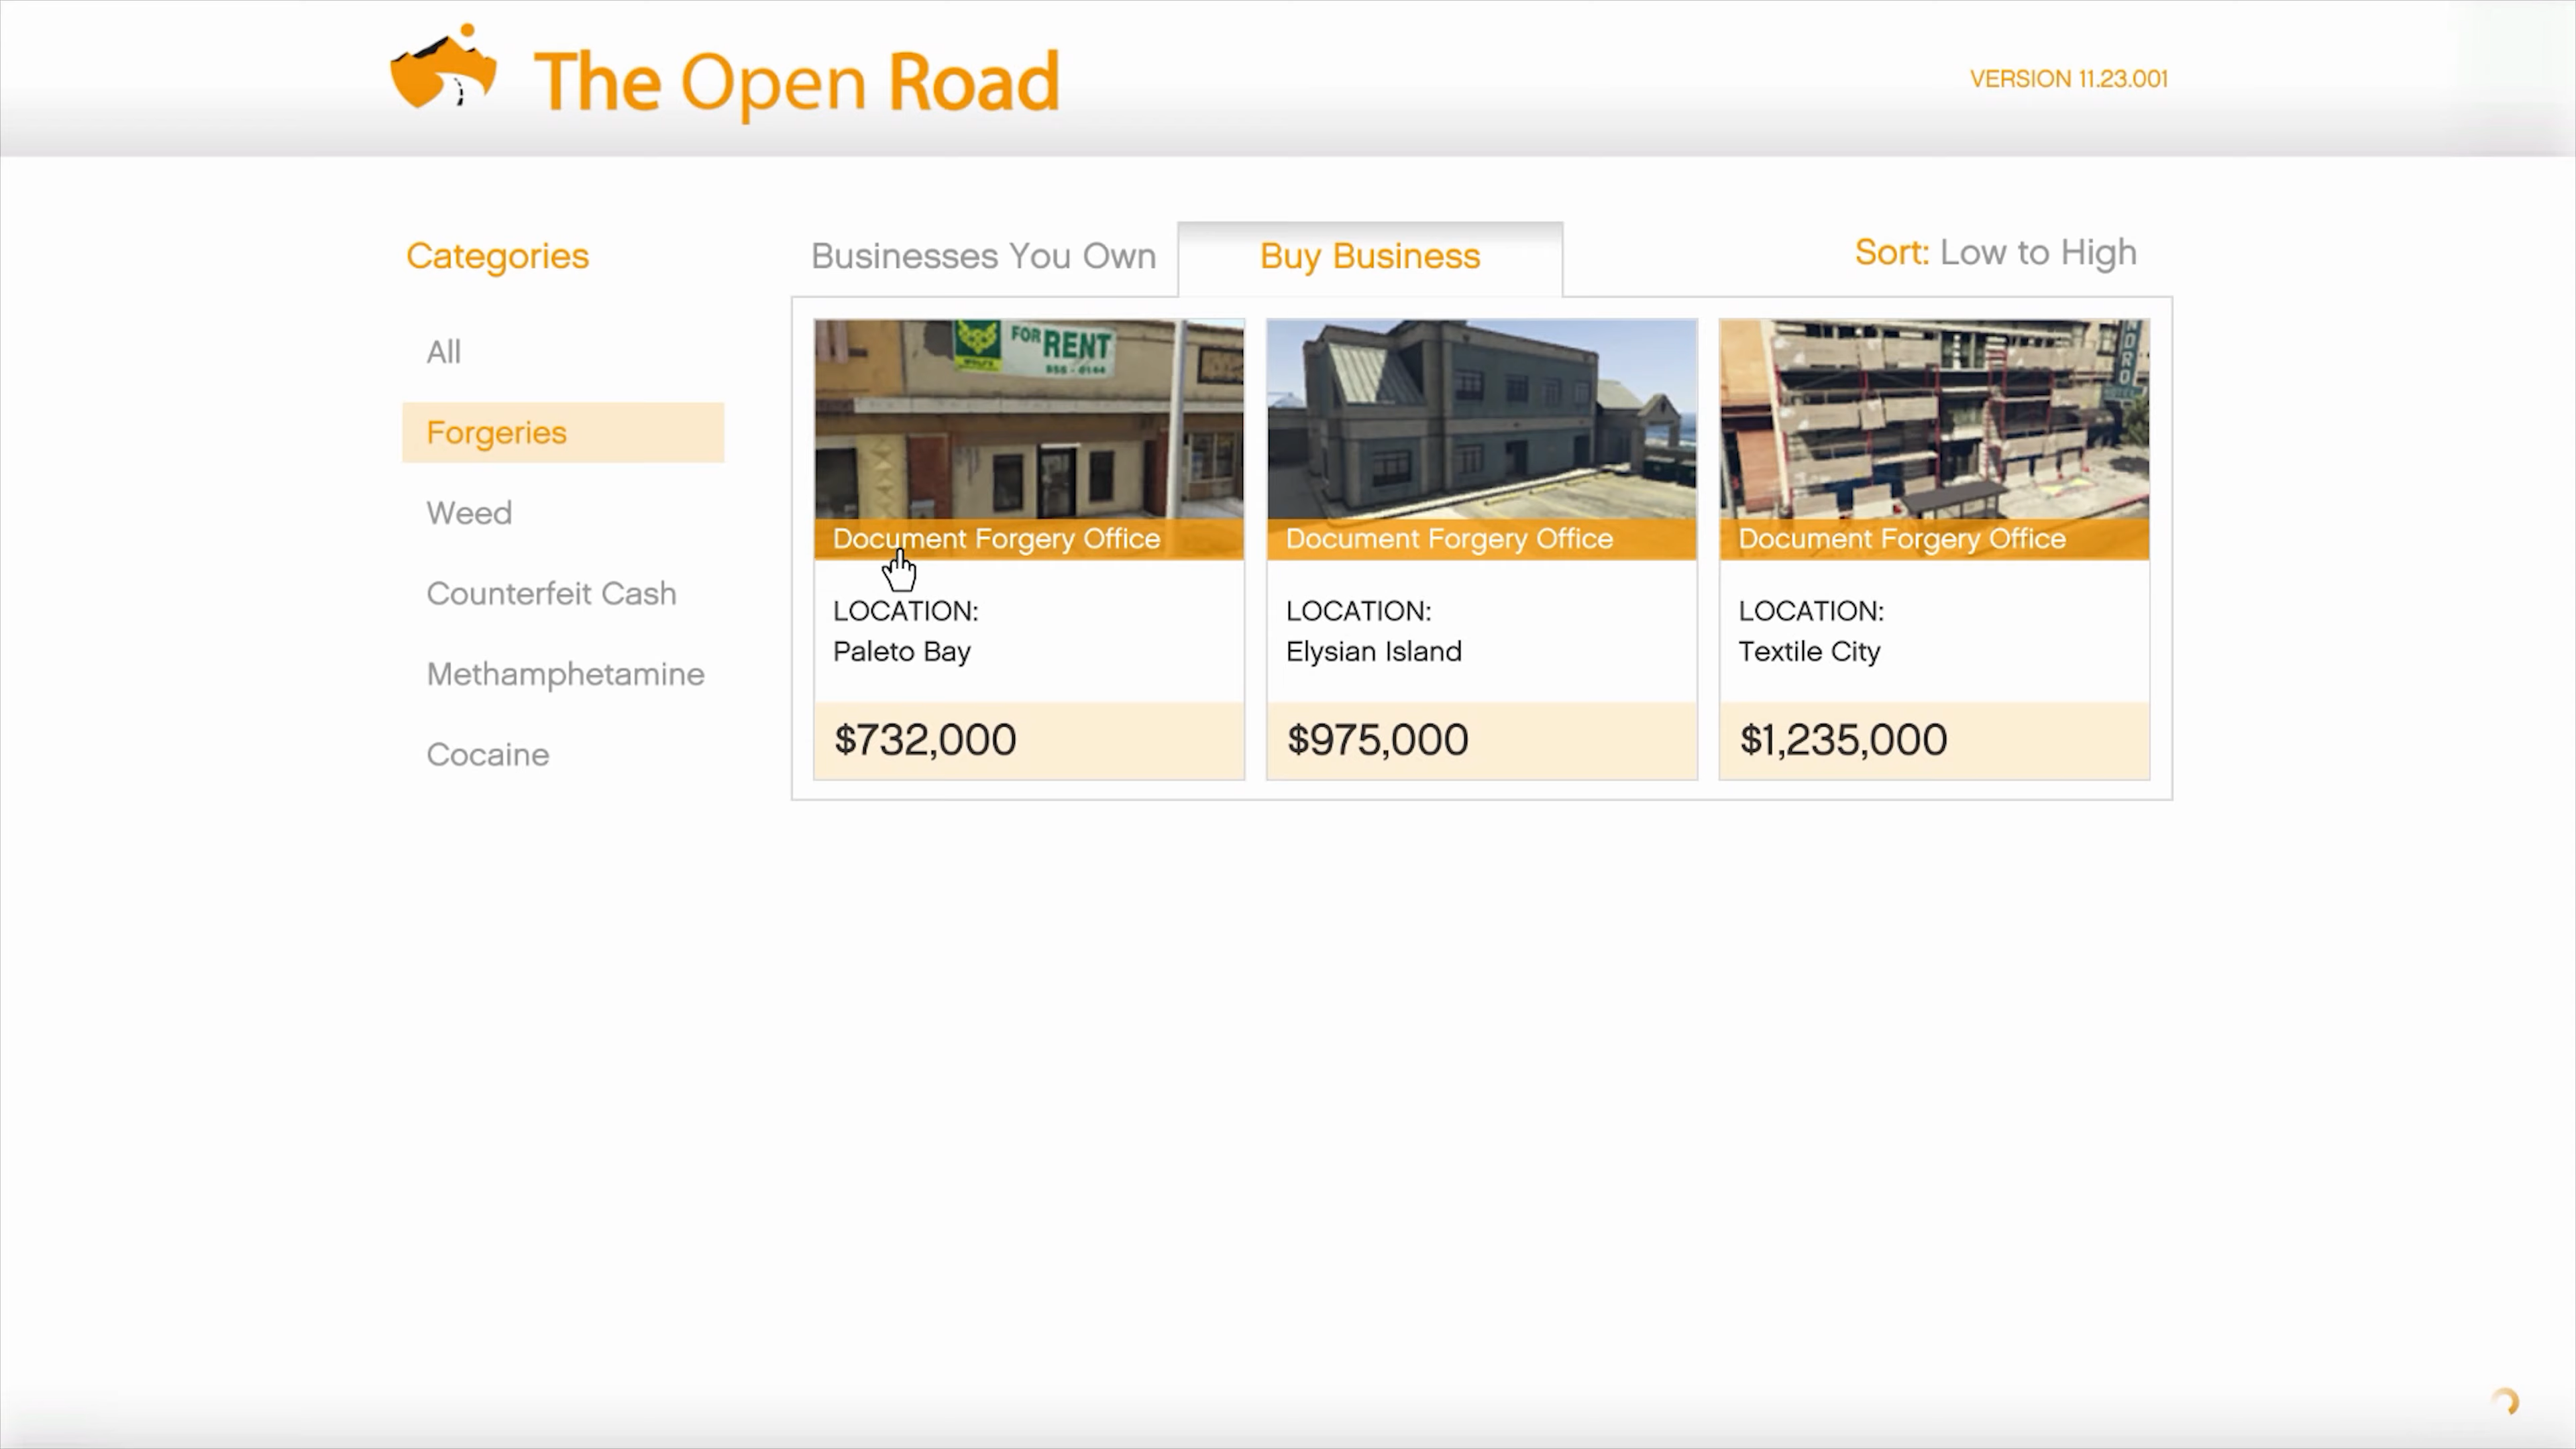 The Open Road
VERSION 11.23.001
Categories
All
Forgeries
Weed
Counterfeit Cash
Methamphetamine
Cocaine
Businesses You Own
Buy Business
Sort: Low to High
FOR RENT
Document Forgery Office
LOCATION:
Paleto Bay
$732,000
Document Forgery Office
LOCATION:
Elysian Island
$975,000
Document Forgery Office
LOCATION:
Textile City
$1,235,000